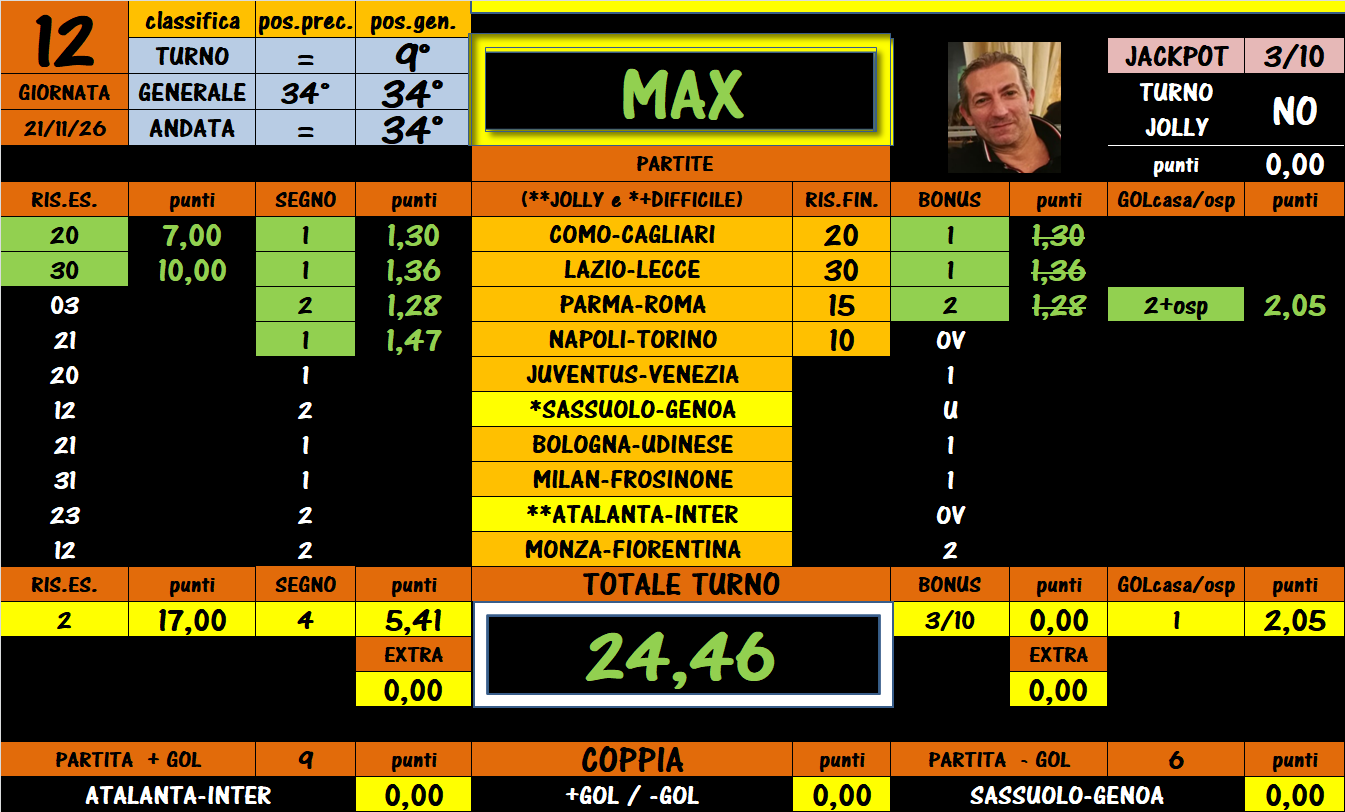 12 classifica pos.prec. pos.gen.
TURNO = 9°
MAX
JACKPOT 3/10
GIORNATA GENERALE 34° 34°
TURNO JOLLY NO
21/11/26 ANDATA = 34°
PARTITE
punti 0,00
RIS.ES. punti SEGNO punti (**JOLLY e *+DIFFICILE) RIS.FIN. BONUS punti GOLcasa/osp punti
20 7,00 1 1,30 COMO-CAGLIARI 20 1 1,30
30 10,00 1 1,36 LAZIO-LECCE 30 1 1,36
03 2 1,28 PARMA-ROMA 15 2 1,28 2+osp 2,05
21 1 1,47 NAPOLI-TORINO 10 OV
20 1 JUVENTUS-VENEZIA 1
12 2 *SASSUOLO-GENOA U
21 1 BOLOGNA-UDINESE 1
31 1 MILAN-FROSINONE 1
23 2 **ATALANTA-INTER OV
12 2 MONZA-FIORENTINA 2
RIS.ES. punti SEGNO punti TOTALE TURNO BONUS punti GOLcasa/osp punti
2 17,00 4 5,41 24,46 3/10 0,00 1 2,05
EXTRA EXTRA
0,00 0,00
PARTITA + GOL 9 punti COPPIA punti PARTITA - GOL 6 punti
ATALANTA-INTER 0,00 +GOL / -GOL 0,00 SASSUOLO-GENOA 0,00